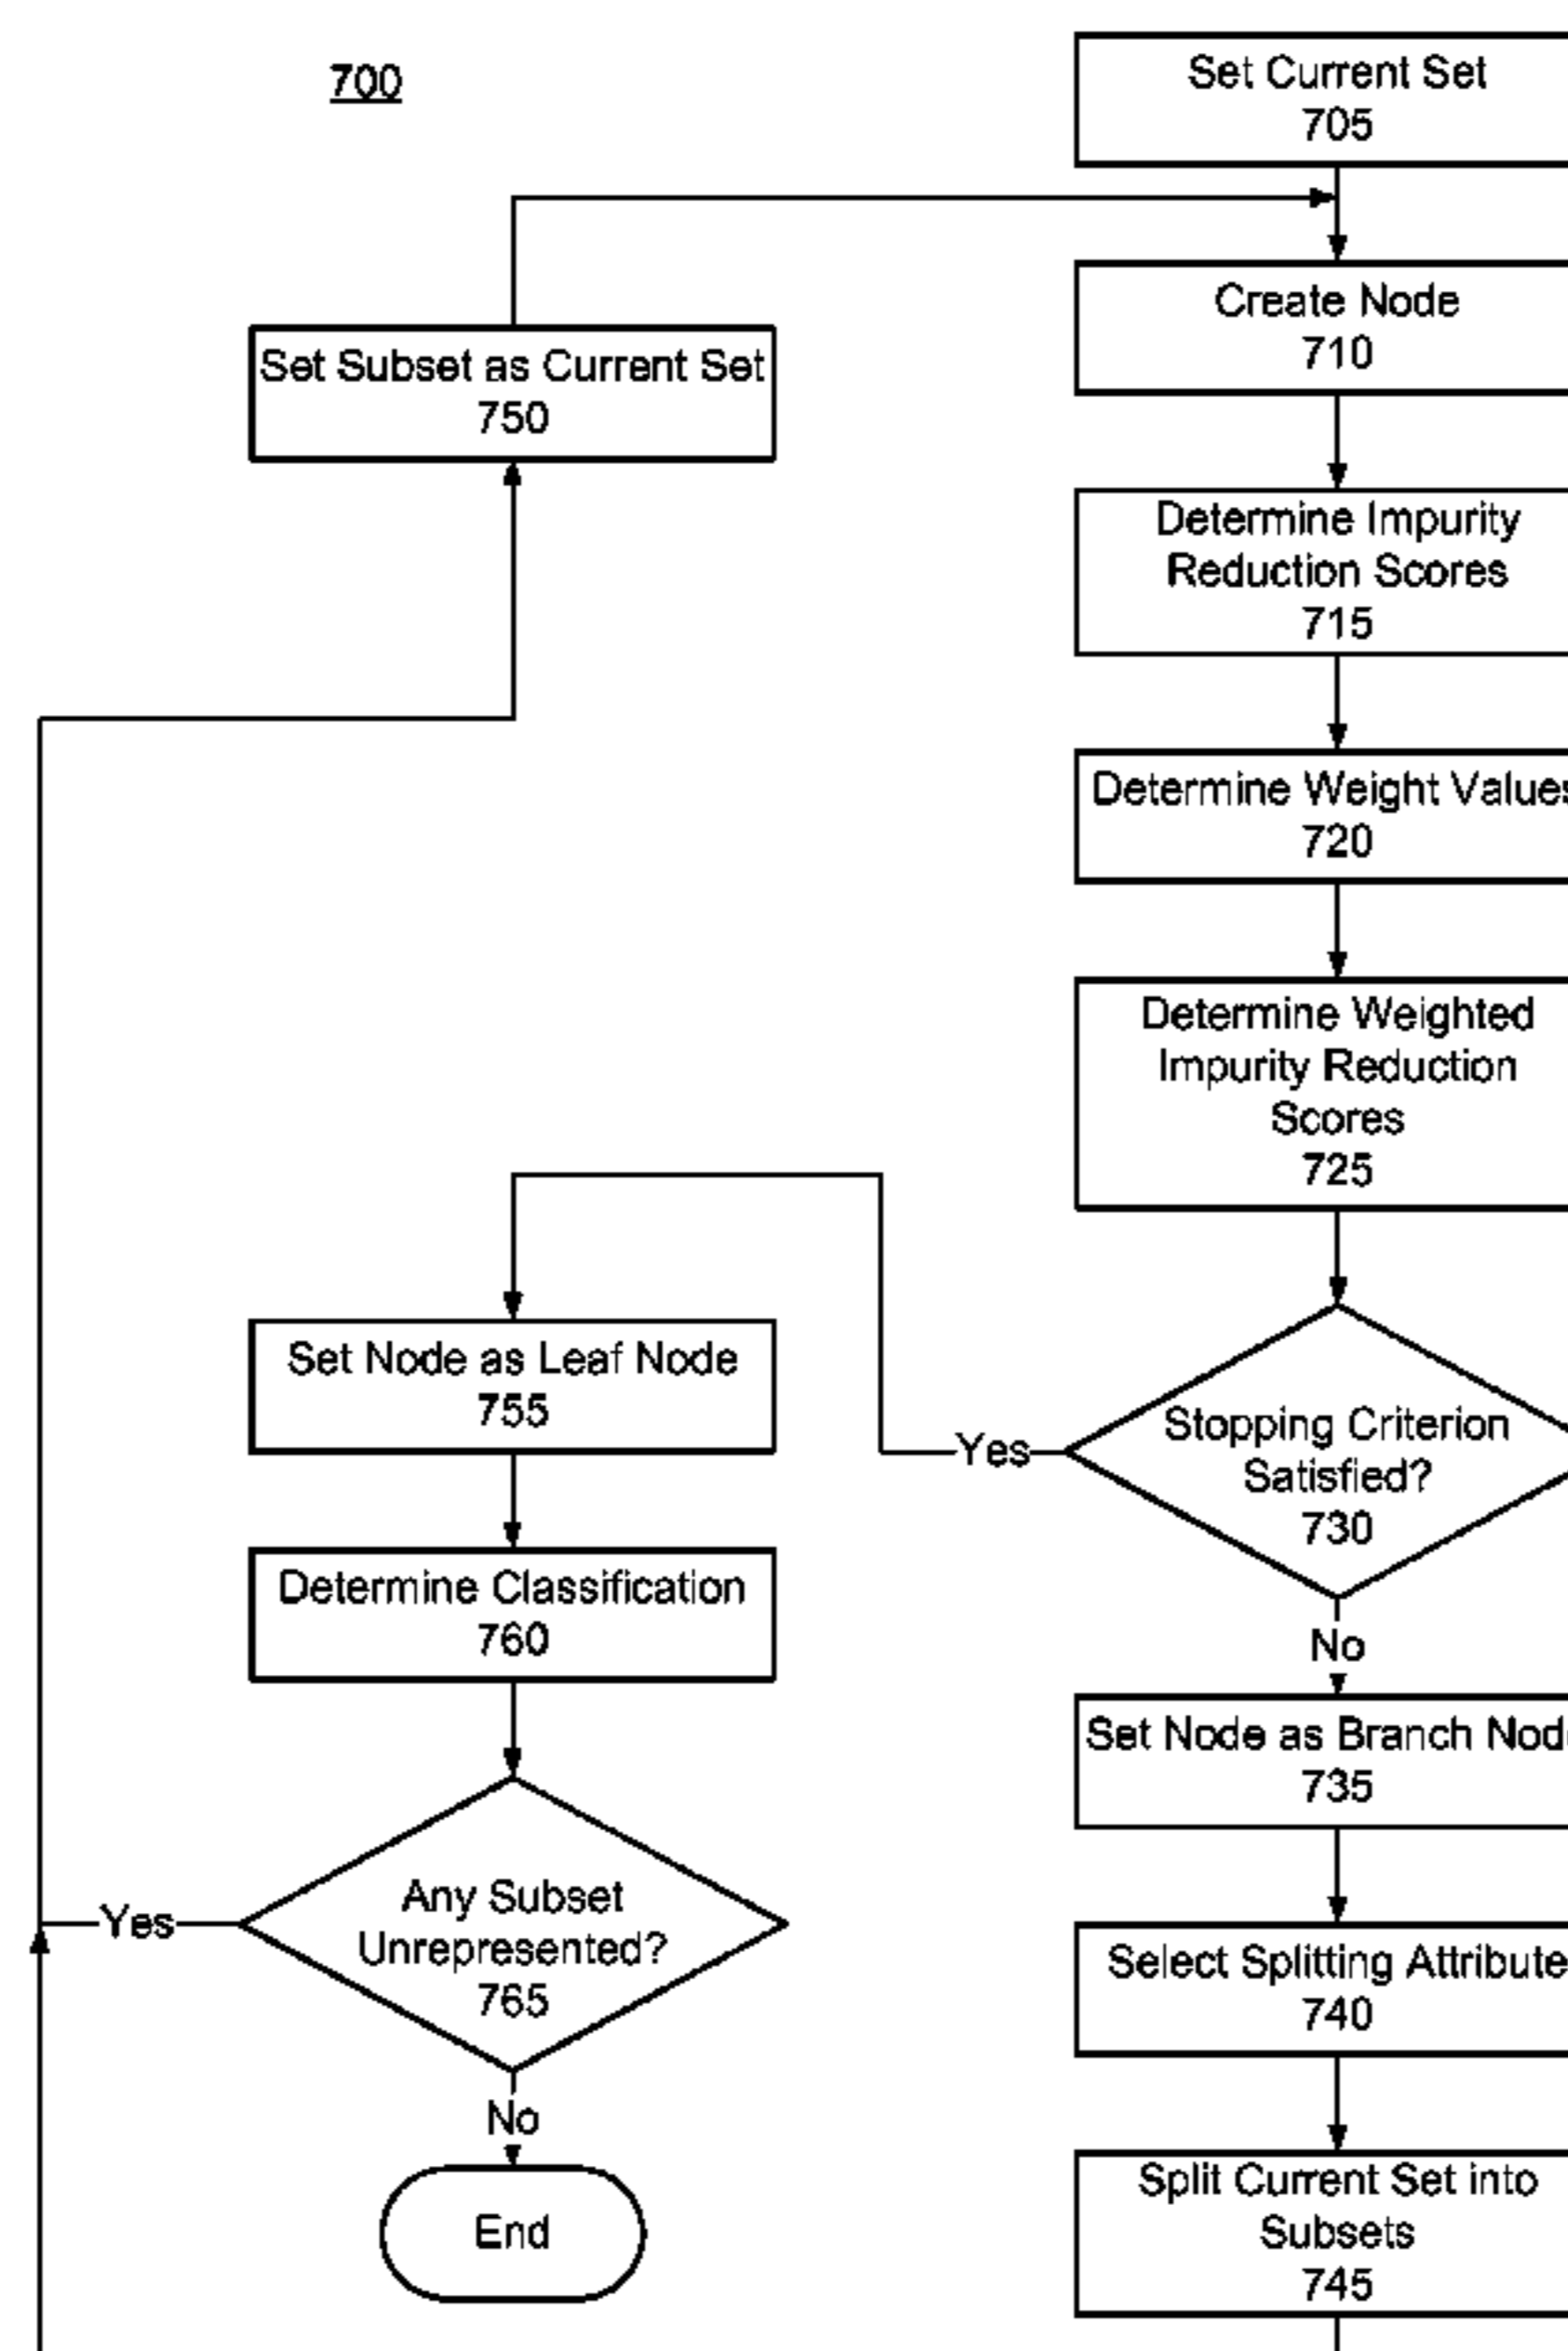 700
Set Current Set
705
Create Node
710
Set Subset as Current Set
750
Determine Impurity
Reduction Scores
715
Determine Weight Values
720
Determine Weighted
Impurity Reduction
Scores
725
Stopping Criterion
Satisfied?
730
Yes
No
Set Node as Leaf Node
755
Determine Classification
760
Any Subset
Unrepresented?
765
Yes
No
End
Set Node as Branch Nod
735
Select Splitting Attribute
740
Split Current Set into
Subsets
745